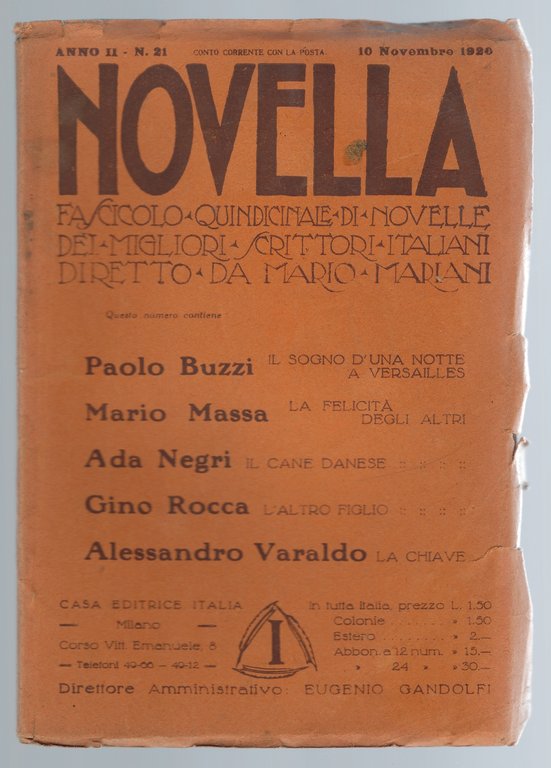 ANNO II - N. 21 CONTO CORRENTE CON LA POSTA 10 Novembre 1920
NOVELLA
FASCICOLO QUINDICINALE DI NOVELLE
DEI MIGLIORI SCRITTORI ITALIANI
DIRETTO DA MARIO MARIANI
Questo numero contiene
Paolo Buzzi IL SOGNO D'UNA NOTTE
A VERSAILLES
Mario Massa LA FELICITÀ
DEGLI ALTRI
Ada Negri IL CANE DANESE :: :: :: ::
Gino Rocca L'ALTRO FIGLIO :: :: :: ::
Alessandro Varaldo LA CHIAVE
CASA EDITRICE ITALIA
— Milano —
Corso Vitt. Emanuele, 8
— Telefoni 49-66 — 49-12 —
I
In tutta Italia, prezzo L. 1.50
Colonie . . . . . . . » 1.50
Estero . . . . . . . . . » 2.—
Abbon. a 12 num. » 15.—
» 24 » » 30.—
Direttore Amministrativo: EUGENIO GANDOLFI